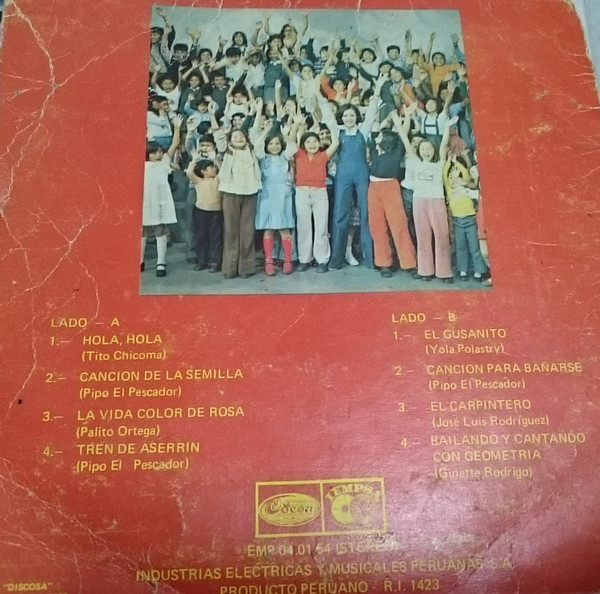 LADO - A
1.- HOLA, HOLA
(Tito Chicoma)
2.- CANCION DE LA SEMILLA
(Pipo El Pescador)
3.- LA VIDA COLOR DE ROSA
(Palito Ortega)
4.- TREN DE ASERRIN
(Pipo El Pescador)
LADO - B
1.- EL GUSANITO
(Yola Polastry)
2.- CANCION PARA BAÑARSE
(Pipo El Pescador)
3.- EL CARPINTERO
(José Luis Rodríguez)
4.- BAILANDO Y CANTANDO
CON GEOMETRIA
(Ginette Rodrigo)
Odeon
IEMPSA
EMP 04.01.54 (STEREO)
INDUSTRIAS ELECTRICAS Y MUSICALES PERUANAS S.A.
"DISCOSA"
PRODUCTO PERUANO - R.I. 1423